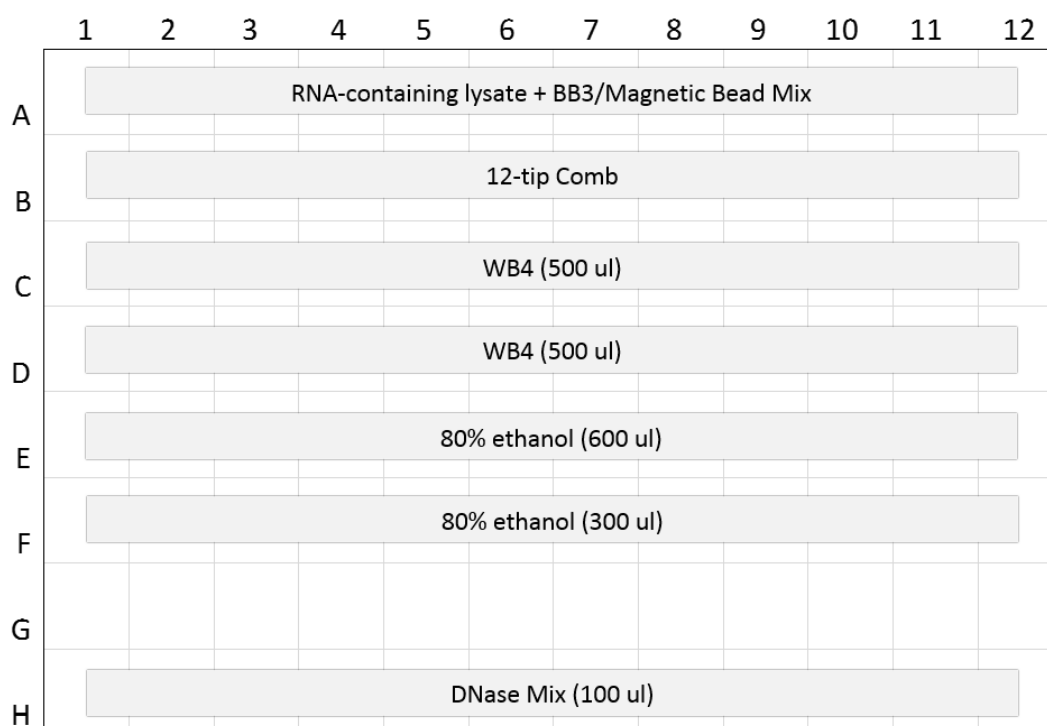 1 2 3 4 5 6 7 8 9 10 11 12
A RNA-containing lysate + BB3/Magnetic Bead Mix
B 12-tip Comb
C WB4 (500 ul)
D WB4 (500 ul)
E 80% ethanol (600 ul)
F 80% ethanol (300 ul)
G
H DNase Mix (100 ul)